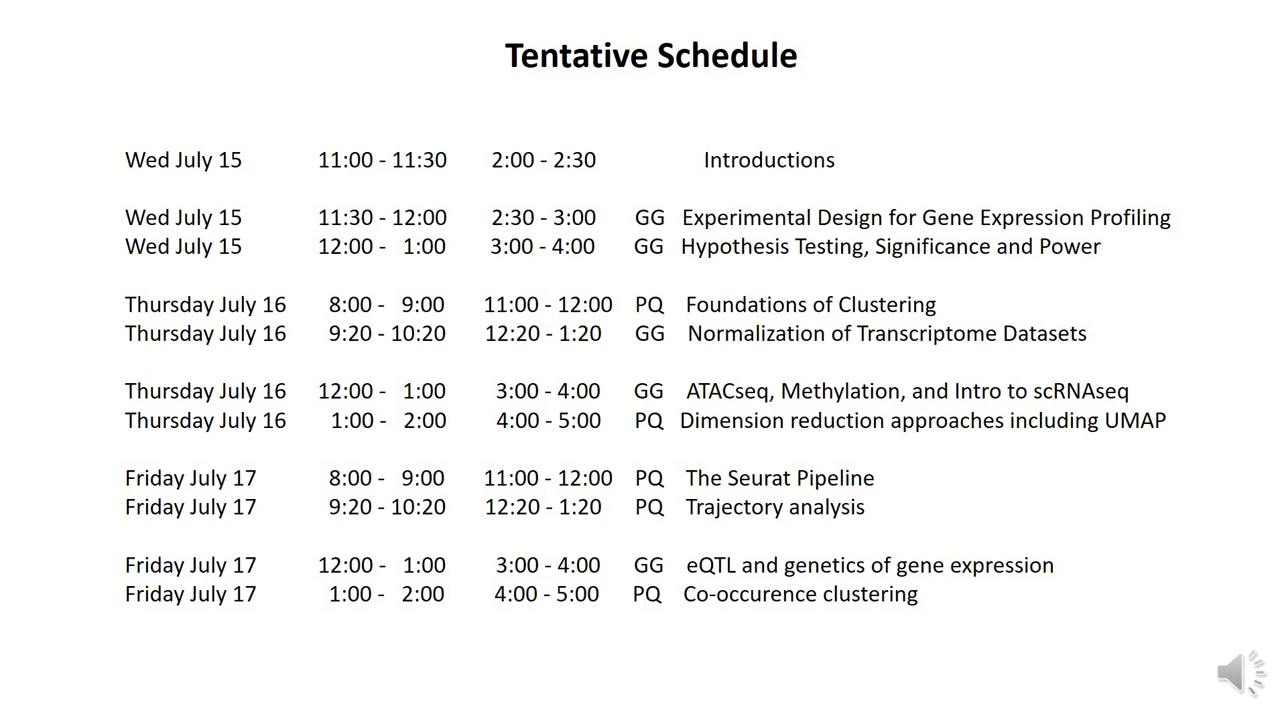 Tentative Schedule
Wed July 15 11:00 - 11:30 2:00 - 2:30 Introductions
Wed July 15 11:30 - 12:00 2:30 - 3:00 GG Experimental Design for Gene Expression Profiling
Wed July 15 12:00 - 1:00 3:00 - 4:00 GG Hypothesis Testing, Significance and Power
Thursday July 16 8:00 - 9:00 11:00 - 12:00 PQ Foundations of Clustering
Thursday July 16 9:20 - 10:20 12:20 - 1:20 GG Normalization of Transcriptome Datasets
Thursday July 16 12:00 - 1:00 3:00 - 4:00 GG ATACseq, Methylation, and Intro to scRNAseq
Thursday July 16 1:00 - 2:00 4:00 - 5:00 PQ Dimension reduction approaches including UMAP
Friday July 17 8:00 - 9:00 11:00 - 12:00 PQ The Seurat Pipeline
Friday July 17 9:20 - 10:20 12:20 - 1:20 PQ Trajectory analysis
Friday July 17 12:00 - 1:00 3:00 - 4:00 GG eQTL and genetics of gene expression
Friday July 17 1:00 - 2:00 4:00 - 5:00 PQ Co-occurence clustering